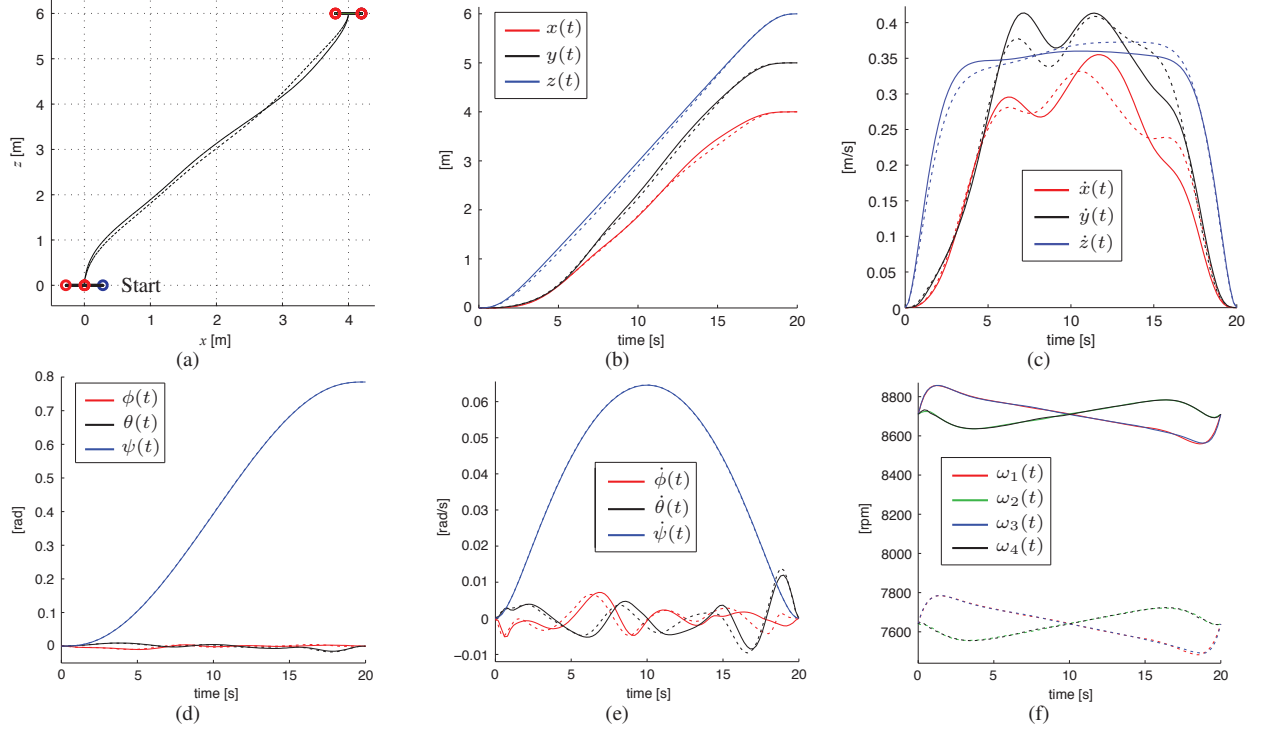 6
5
4
3
2
1
0
z [m]
Start
0 1 2 3 4
x [m]
(a)
6
5
4
3
2
1
0
[m]
x(t)
y(t)
z(t)
0 5 10 15 20
time [s]
(b)
0.4
0.35
0.3
0.25
0.2
0.15
0.1
0.05
0
[m/s]
ẋ(t)
ẏ(t)
ż(t)
0 5 10 15 20
time [s]
(c)
0.8
0.7
0.6
0.5
0.4
0.3
0.2
0.1
0
[rad]
ϕ(t)
θ(t)
ψ(t)
0 5 10 15 20
time [s]
(d)
0.06
0.05
0.04
0.03
0.02
0.01
0
−0.01
[rad/s]
ϕ̇(t)
θ̇(t)
ψ̇(t)
0 5 10 15 20
time [s]
(e)
8800
8600
8400
8200
8000
7800
7600
[rpm]
ω₁(t)
ω₂(t)
ω₃(t)
ω₄(t)
0 5 10 15 20
time [s]
(f)